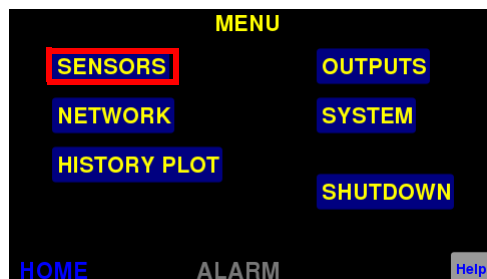 MENU
SENSORS
OUTPUTS
NETWORK
SYSTEM
HISTORY PLOT
SHUTDOWN
HOME
ALARM
Help